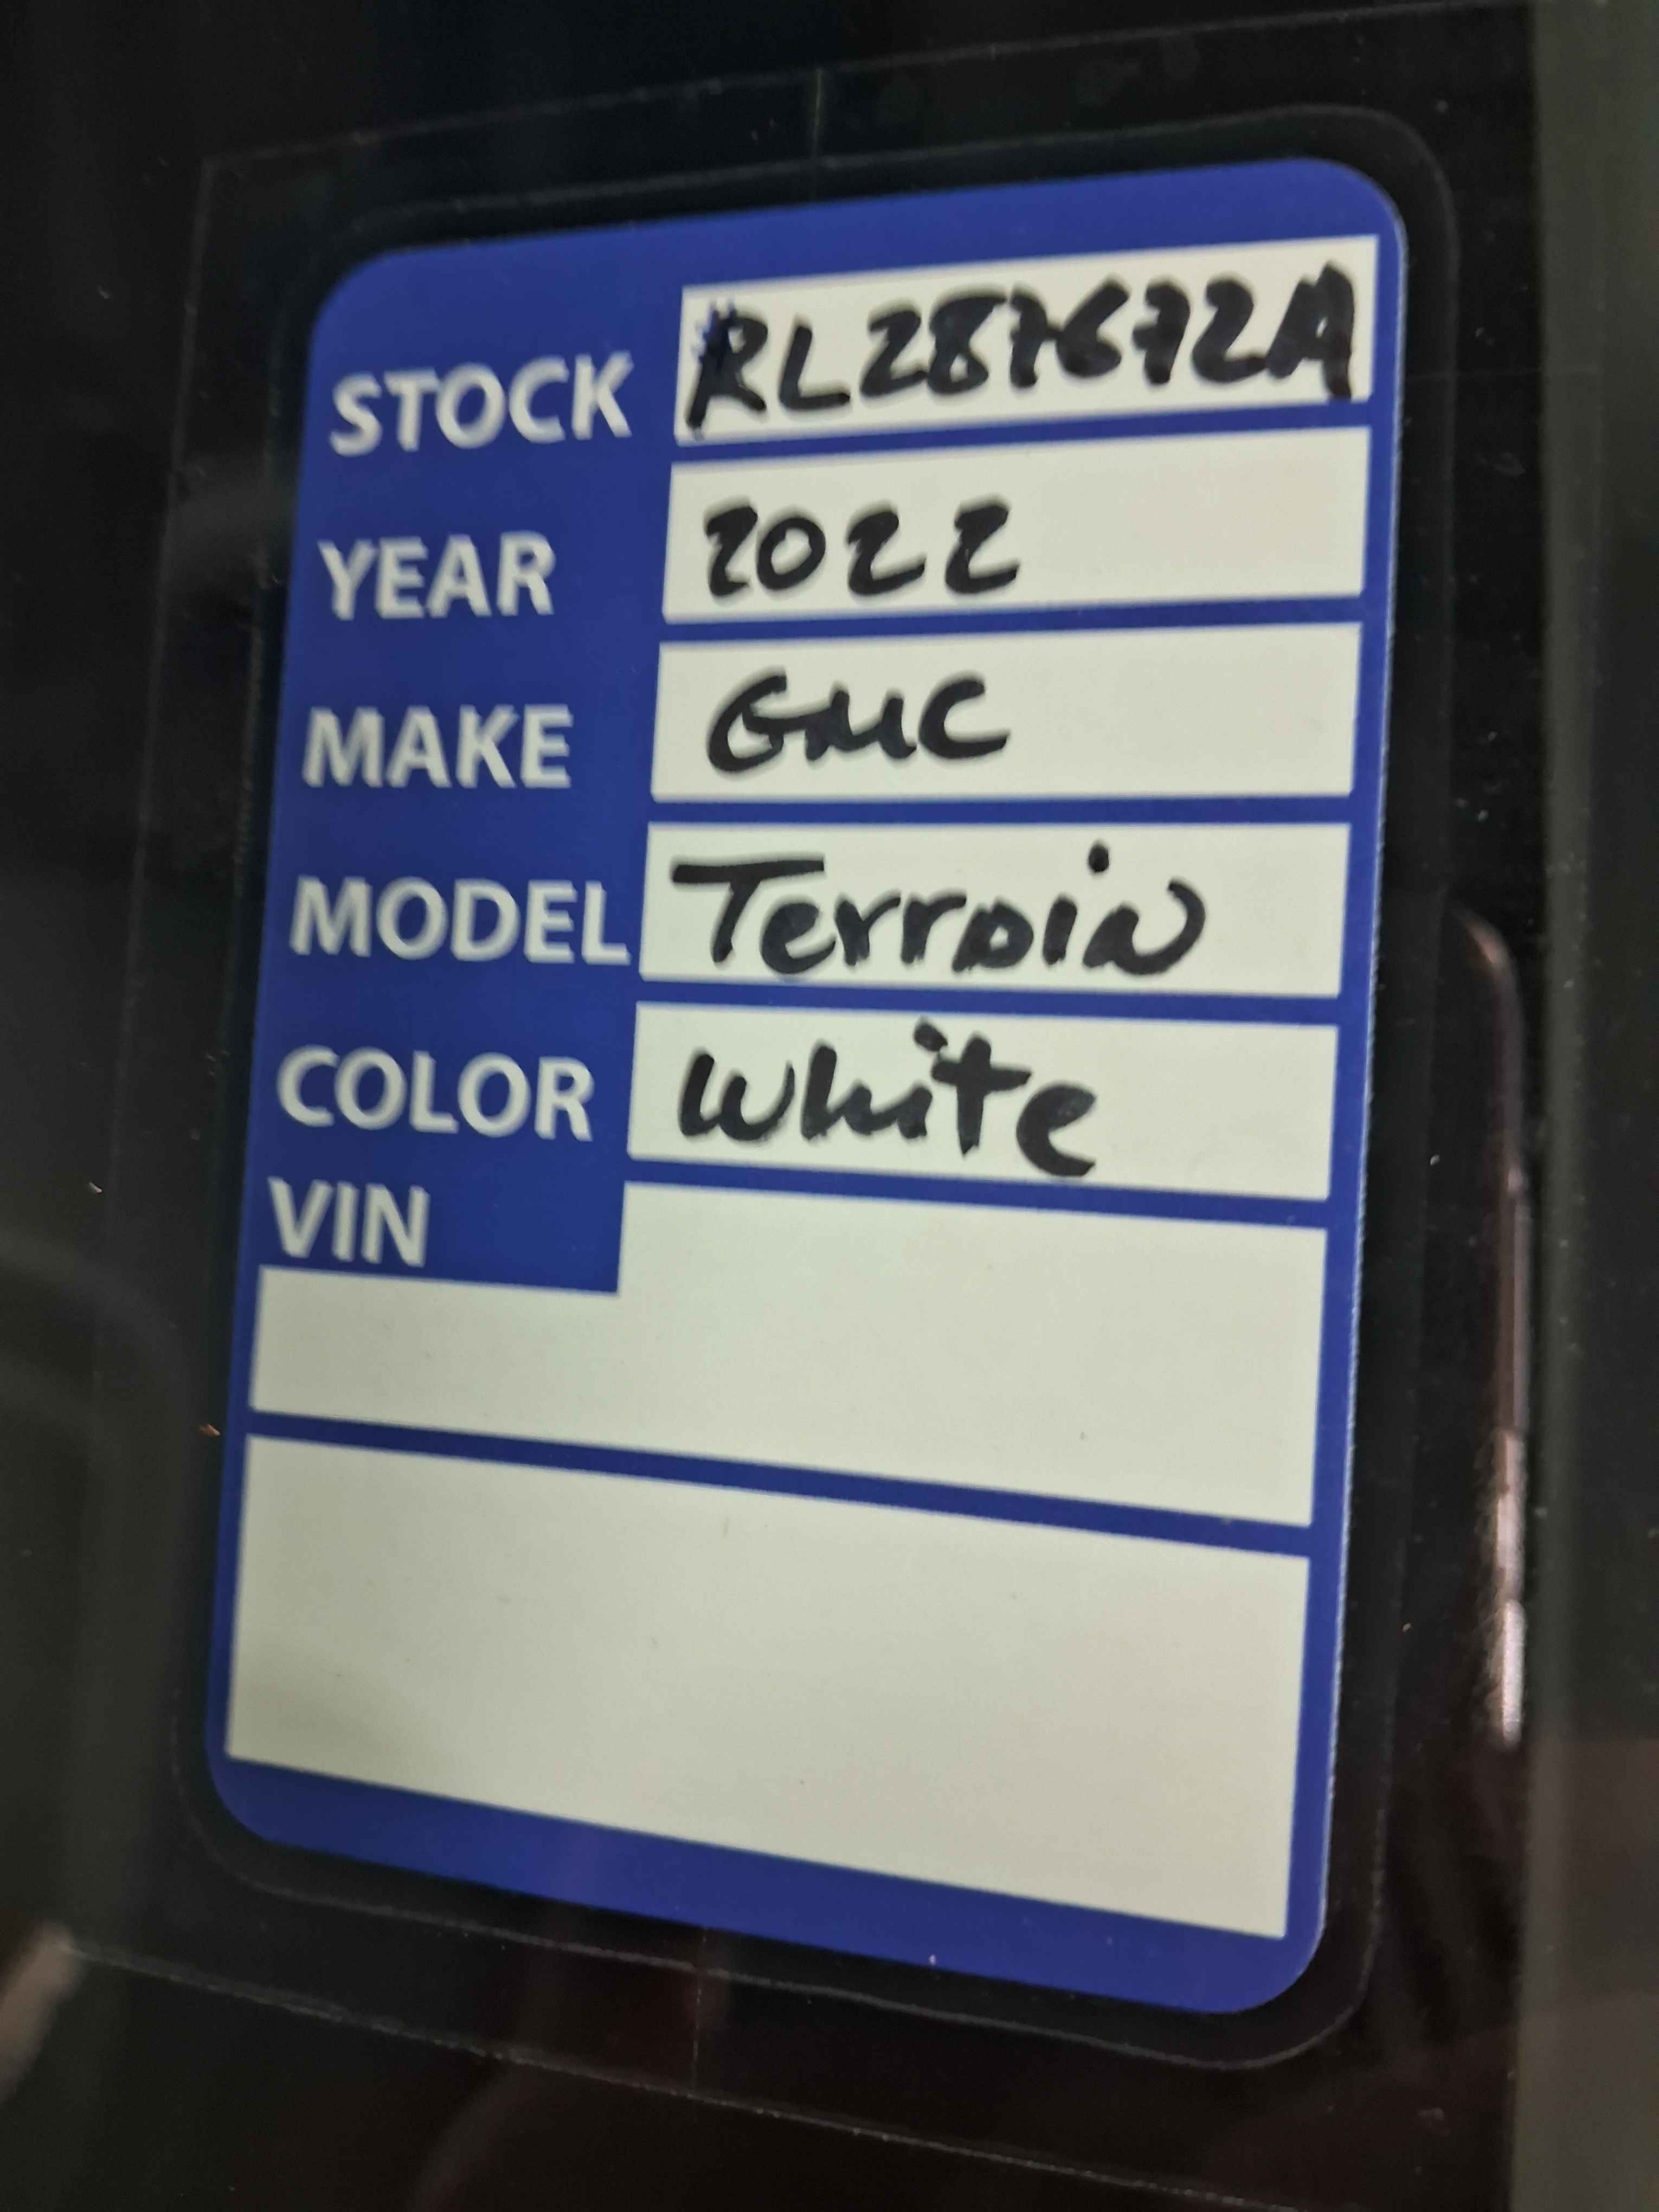 STOCK #RL287672A
YEAR 2022
MAKE GMC
MODEL Terrain
COLOR White
VIN